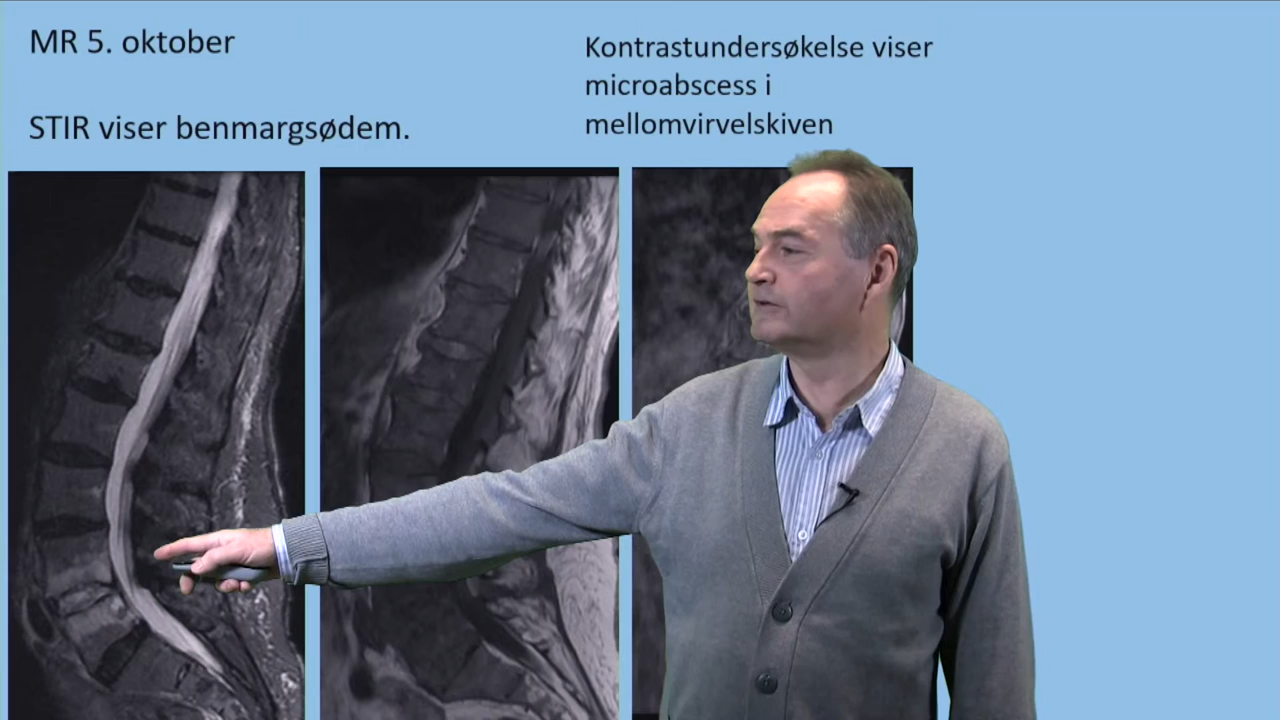 MR 5. oktober
STIR viser benmargsødem.
Kontrastundersøkelse viser
microabscess i
mellomvirvelskiven